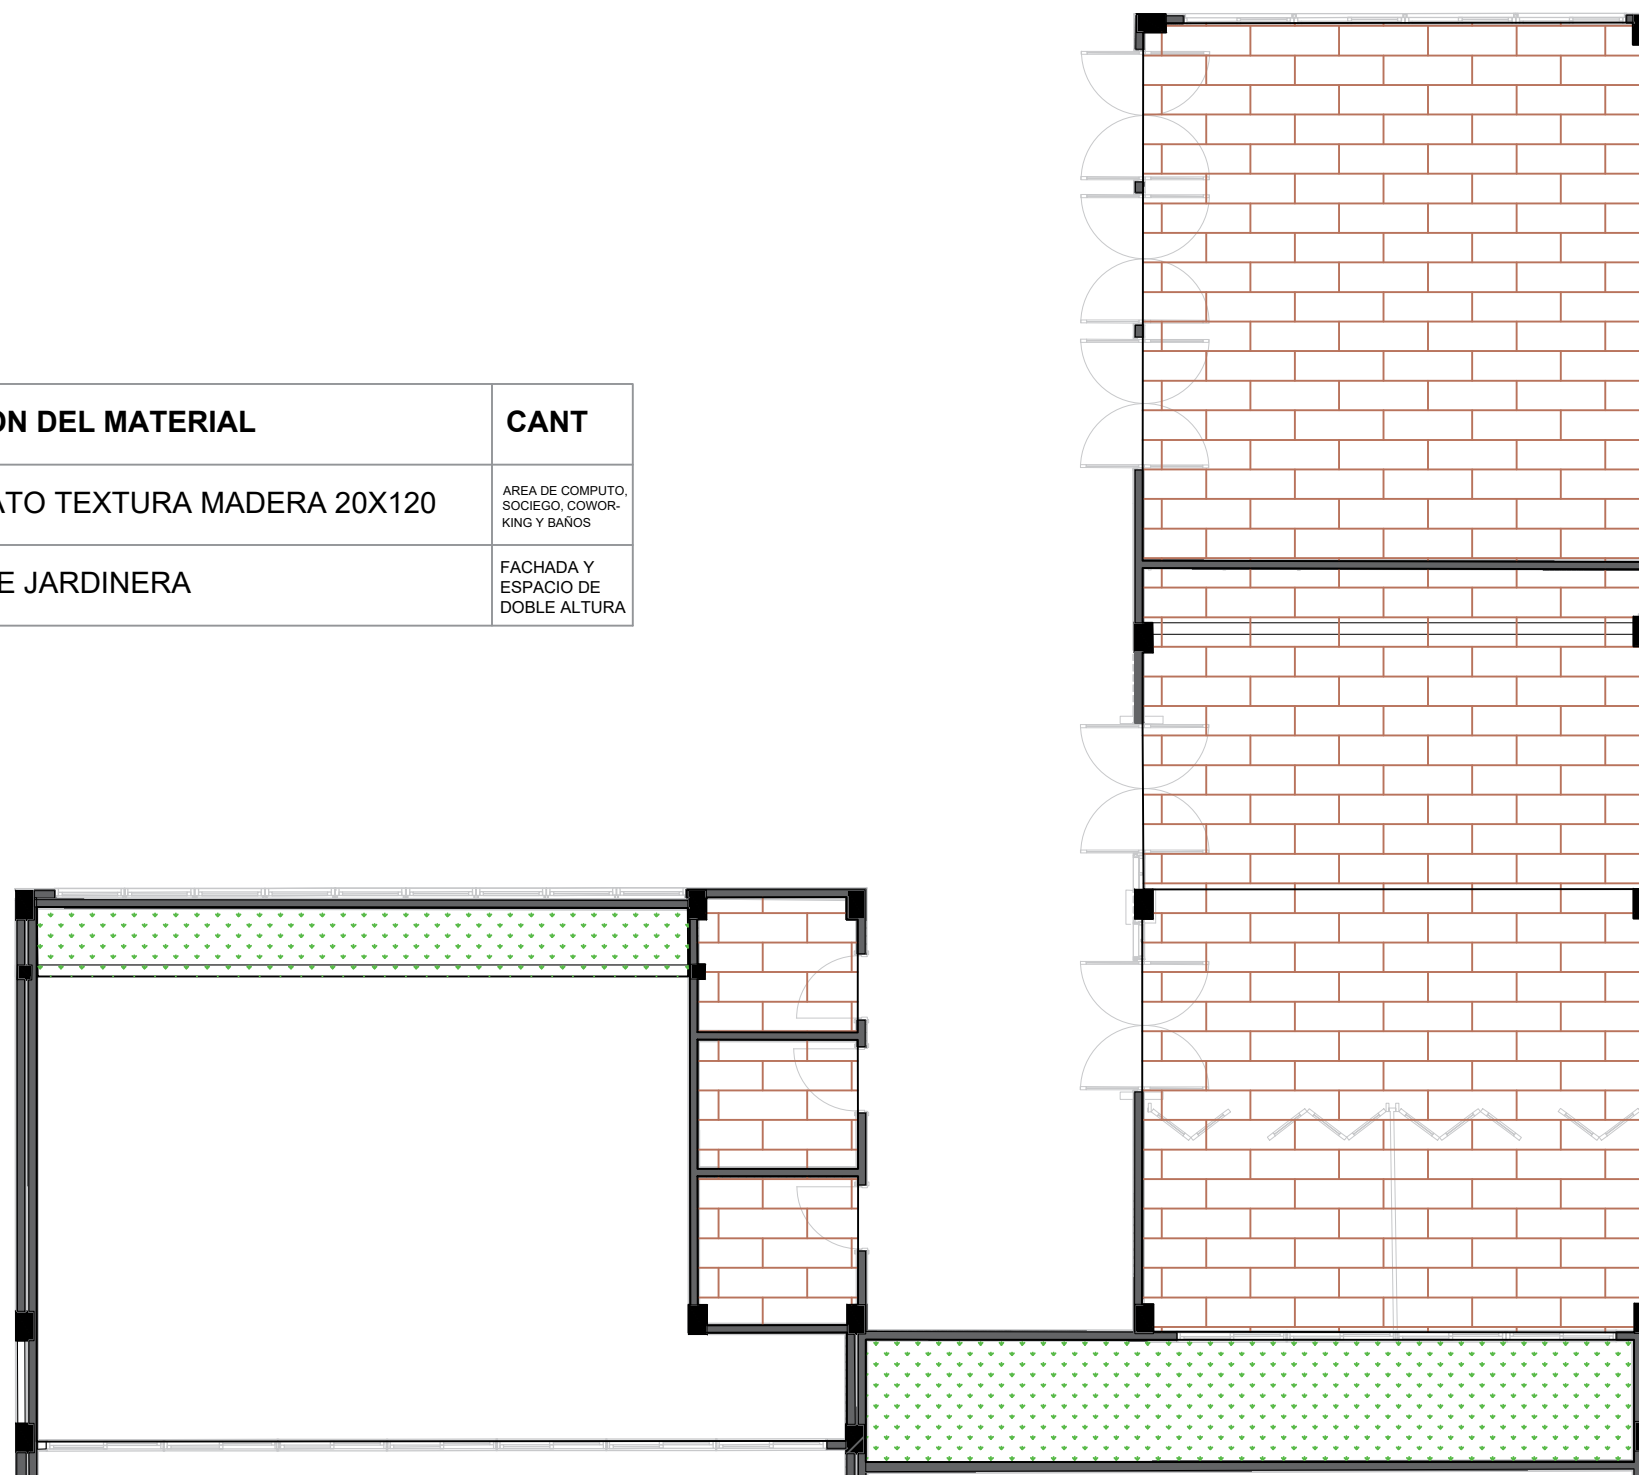 ON DEL MATERIAL
CANT
ATO TEXTURA MADERA 20X120
AREA DE COMPUTO,
SOCIEGO, COWOR-
KING Y BAÑOS
E JARDINERA
FACHADA Y
ESPACIO DE
DOBLE ALTURA